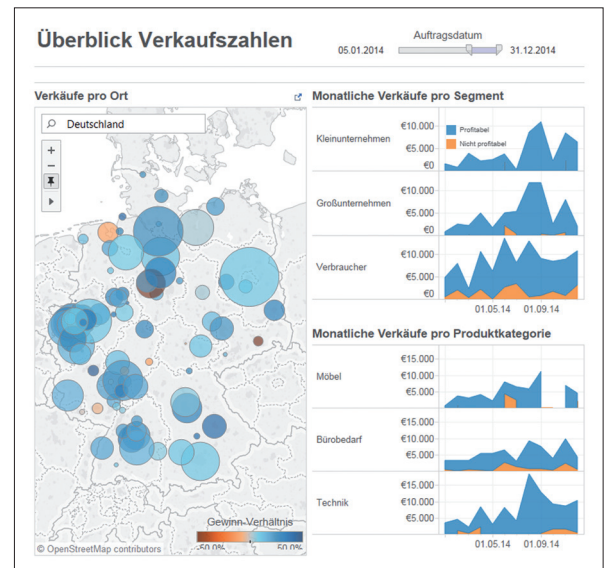 Überblick Verkaufszahlen
Auftragsdatum
05.01.2014
31.12.2014
Verkäufe pro Ort
Deutschland
Gewinn-Verhältnis
-50.0%
50.0%
© OpenStreetMap contributors
Monatliche Verkäufe pro Segment
Profitabel
Nicht profitabel
Kleinunternehmen
€10.000
€5.000
€0
Großunternehmen
€10.000
€5.000
€0
Verbraucher
€10.000
€5.000
€0
01.05.14 01.09.14
Monatliche Verkäufe pro Produktkategorie
Möbel
€15.000
€10.000
€5.000
Bürobedarf
€15.000
€10.000
€5.000
Technik
€15.000
€10.000
€5.000
01.05.14 01.09.14